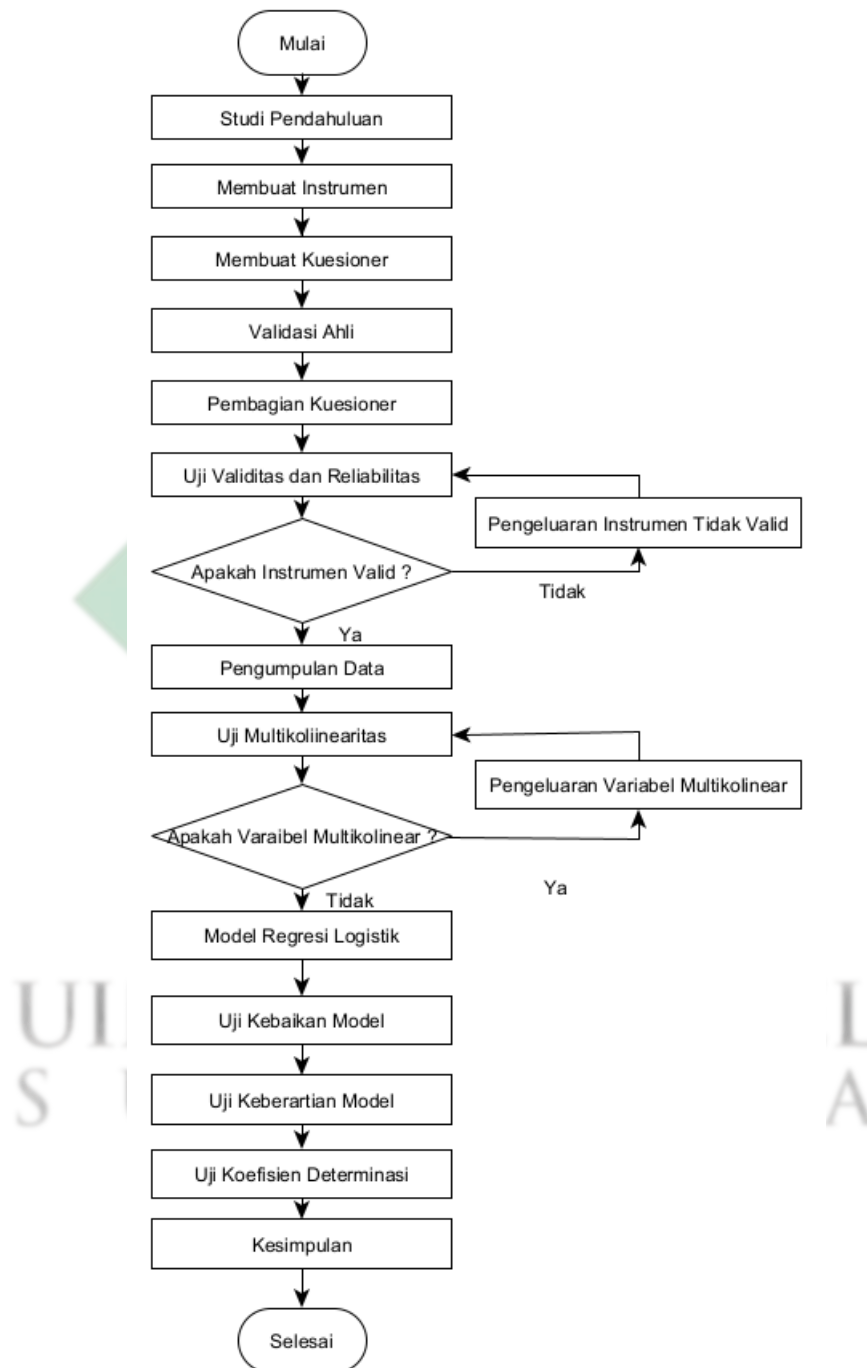 Mulai
Studi Pendahuluan
Membuat Instrumen
Membuat Kuesioner
Validasi Ahli
Pembagian Kuesioner
Uji Validitas dan Reliabilitas
Pengeluaran Instrumen Tidak Valid
Apakah Instrumen Valid ?
Tidak
Ya
Pengumpulan Data
Uji Multikoliinearitas
Pengeluaran Variabel Multikolinear
Apakah Varaibel Multikolinear ?
Ya
Tidak
Model Regresi Logistik
Uji Kebaikan Model
Uji Keberartian Model
Uji Koefisien Determinasi
Kesimpulan
Selesai